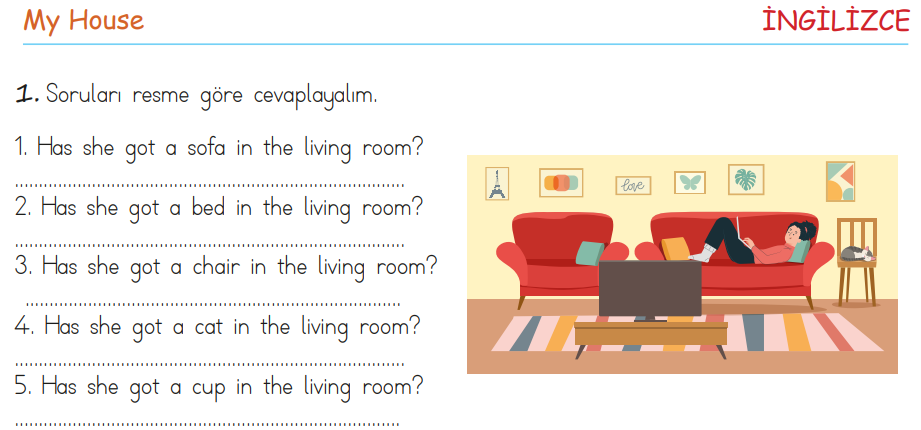 My House
İNGİLİZCE
1. Soruları resme göre cevaplayalım.
1. Has she got a sofa in the living room?
................................................................................
2. Has she got a bed in the living room?
................................................................................
3. Has she got a chair in the living room?
................................................................................
4. Has she got a cat in the living room?
................................................................................
5. Has she got a cup in the living room?
................................................................................
love